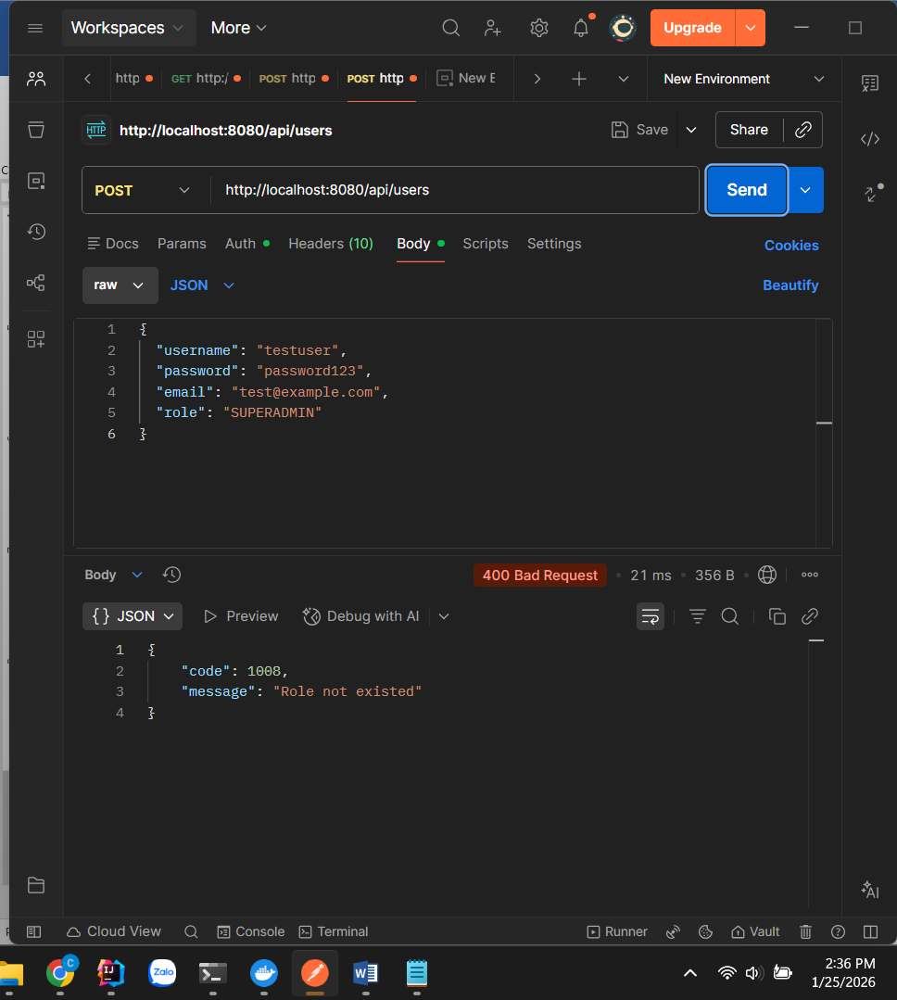 Workspaces More Upgrade
http GET http:/ POST http POST http New E New Environment
HTTP http://localhost:8080/api/users Save Share
POST http://localhost:8080/api/users Send
Docs Params Auth Headers (10) Body Scripts Settings Cookies
raw JSON Beautify
1 {
2 "username": "testuser",
3 "password": "password123",
4 "email": "test@example.com",
5 "role": "SUPERADMIN"
6 }
Body 400 Bad Request • 21 ms • 356 B •
{} JSON Preview Debug with AI
1 {
2 "code": 1008,
3 "message": "Role not existed"
4 }
AI
Cloud View Console Terminal Runner Vault
C IJ Zalo W
2:36 PM
1/25/2026